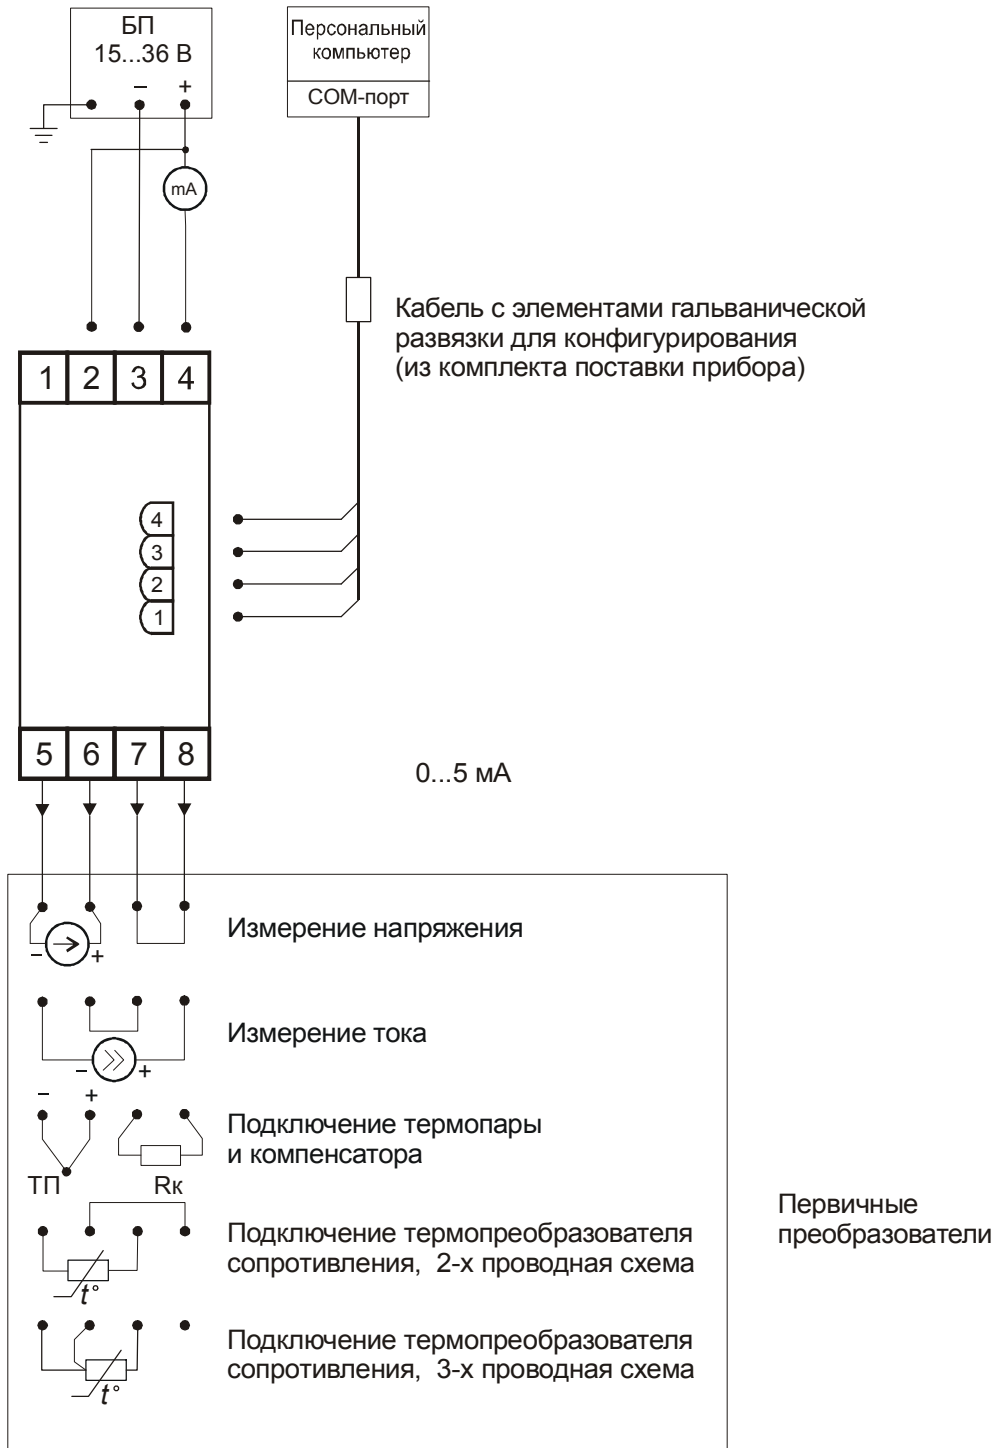 БП
15...36 В
– +
Персональный
компьютер
COM-порт
mA
Кабель с элементами гальванической
развязки для конфигурирования
(из комплекта поставки прибора)
1 2 3 4
4
3
2
1
5 6 7 8
0...5 мА
Измерение напряжения
– +
Измерение тока
– +
– +
Подключение термопары
и компенсатора
ТП Rк
Подключение термопреобразователя
сопротивления, 2-х проводная схема
t°
Подключение термопреобразователя
сопротивления, 3-х проводная схема
t°
Первичные
преобразователи